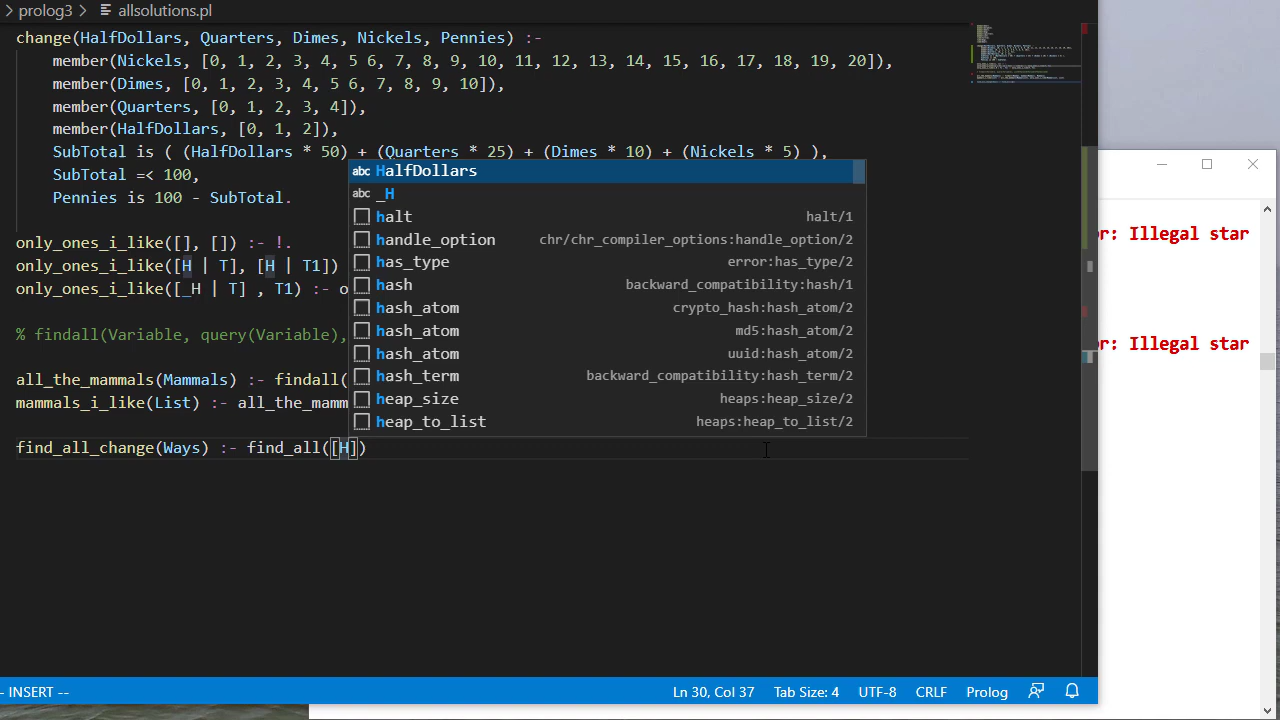 prolog3 > allsolutions.pl
change(HalfDollars, Quarters, Dimes, Nickels, Pennies) :-
member(Nickels, [0, 1, 2, 3, 4, 5 6, 7, 8, 9, 10, 11, 12, 13, 14, 15, 16, 17, 18, 19, 20]),
member(Dimes, [0, 1, 2, 3, 4, 5 6, 7, 8, 9, 10]),
member(Quarters, [0, 1, 2, 3, 4]),
member(HalfDollars, [0, 1, 2]),
SubTotal is ( (HalfDollars * 50) + (Quarters * 25) + (Dimes * 10) + (Nickels * 5) ),
SubTotal =< 100,
Pennies is 100 - SubTotal.
only_ones_i_like([], []) :- !.
only_ones_i_like([H | T], [H | T1])
only_ones_i_like([_H | T] , T1) :- o
% findall(Variable, query(Variable),
all_the_mammals(Mammals) :- findall(
mammals_i_like(List) :- all_the_mamm
find_all_change(Ways) :- find_all([H])
abc HalfDollars
abc _H
halt halt/1
handle_option chr/chr_compiler_options:handle_option/2
has_type error:has_type/2
hash backward_compatibility:hash/1
hash_atom crypto_hash:hash_atom/2
hash_atom md5:hash_atom/2
hash_atom uuid:hash_atom/2
hash_term backward_compatibility:hash_term/2
heap_size heaps:heap_size/2
heap_to_list heaps:heap_to_list/2
or: Illegal star
or: Illegal star
- INSERT -- Ln 30, Col 37 Tab Size: 4 UTF-8 CRLF Prolog